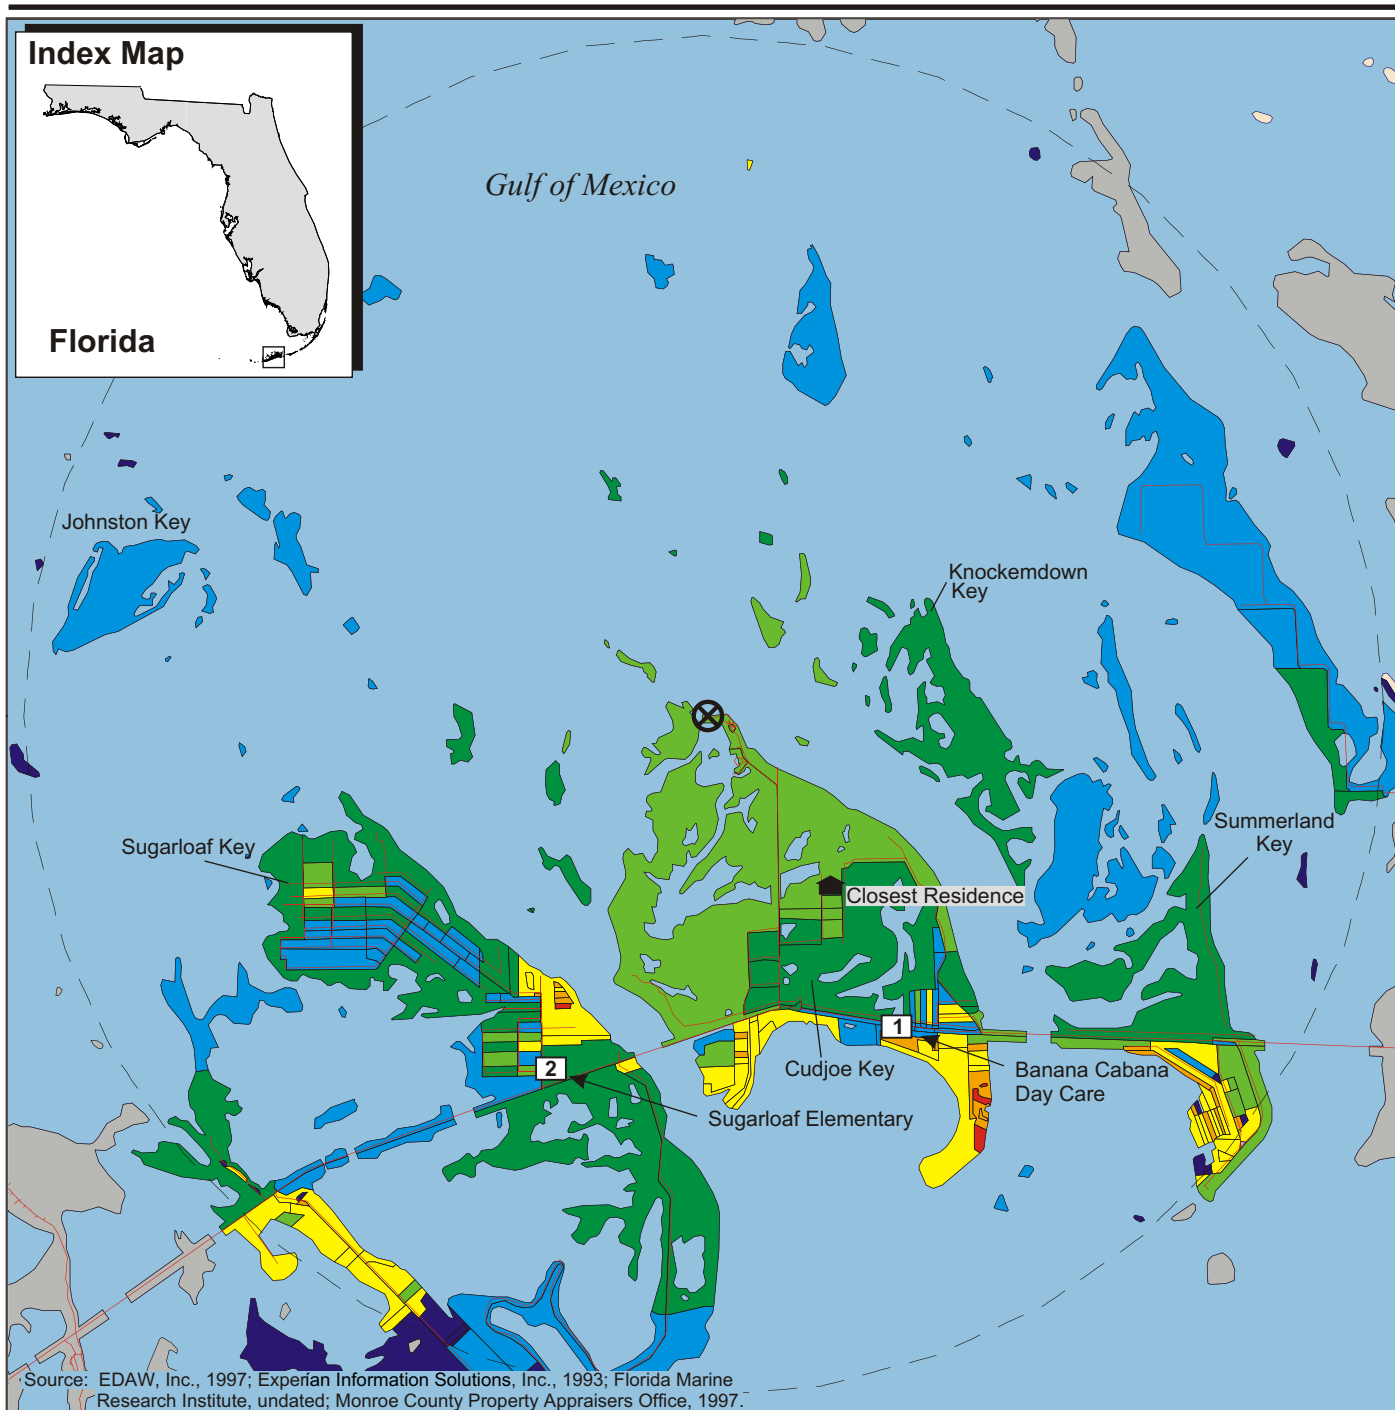 Index Map
Florida
Gulf of Mexico
Johnston Key
Knockemdown
Key
Summerland
Key
Sugarloaf Key
Closest Residence
1
2
Cudjoe Key
Banana Cabana
Day Care
Sugarloaf Elementary
Source: EDAW, Inc., 1997; Experian Information Solutions, Inc., 1993; Florida Marine
Research Institute, undated; Monroe County Property Appraisers Office, 1997.